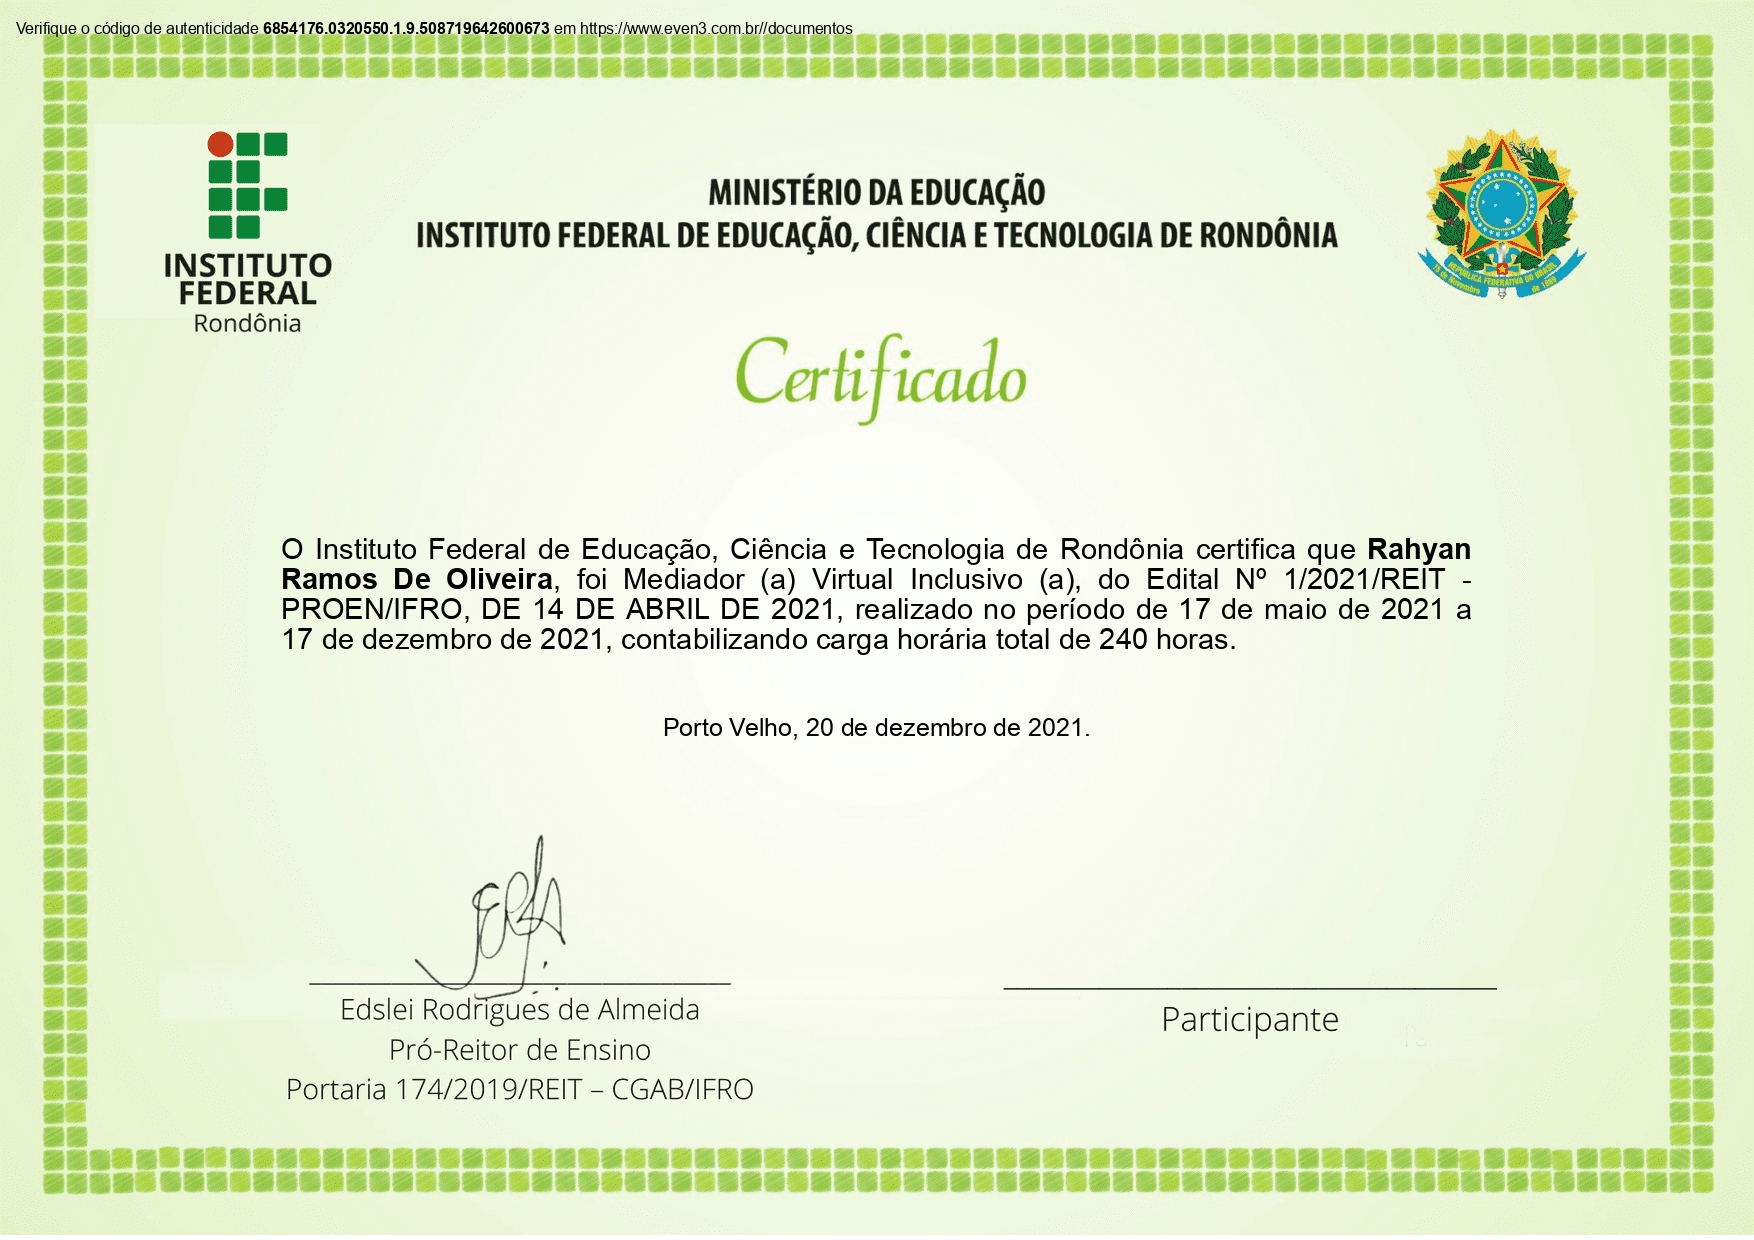 Verifique o código de autenticidade 6854176.0320550.1.9.508719642600673 em https://www.even3.com.br//documentos
INSTITUTO
FEDERAL
Rondônia
MINISTÉRIO DA EDUCAÇÃO
INSTITUTO FEDERAL DE EDUCAÇÃO, CIÊNCIA E TECNOLOGIA DE RONDÔNIA
REPÚBLICA FEDERATIVA DO BRASIL
15 de Novembro
de 1889
Certificado
O Instituto Federal de Educação, Ciência e Tecnologia de Rondônia certifica que Rahyan
Ramos De Oliveira, foi Mediador (a) Virtual Inclusivo (a), do Edital Nº 1/2021/REIT -
PROEN/IFRO, DE 14 DE ABRIL DE 2021, realizado no período de 17 de maio de 2021 a
17 de dezembro de 2021, contabilizando carga horária total de 240 horas.
Porto Velho, 20 de dezembro de 2021.
Edslei Rodrigues de Almeida
Pró-Reitor de Ensino
Portaria 174/2019/REIT – CGAB/IFRO
Participante